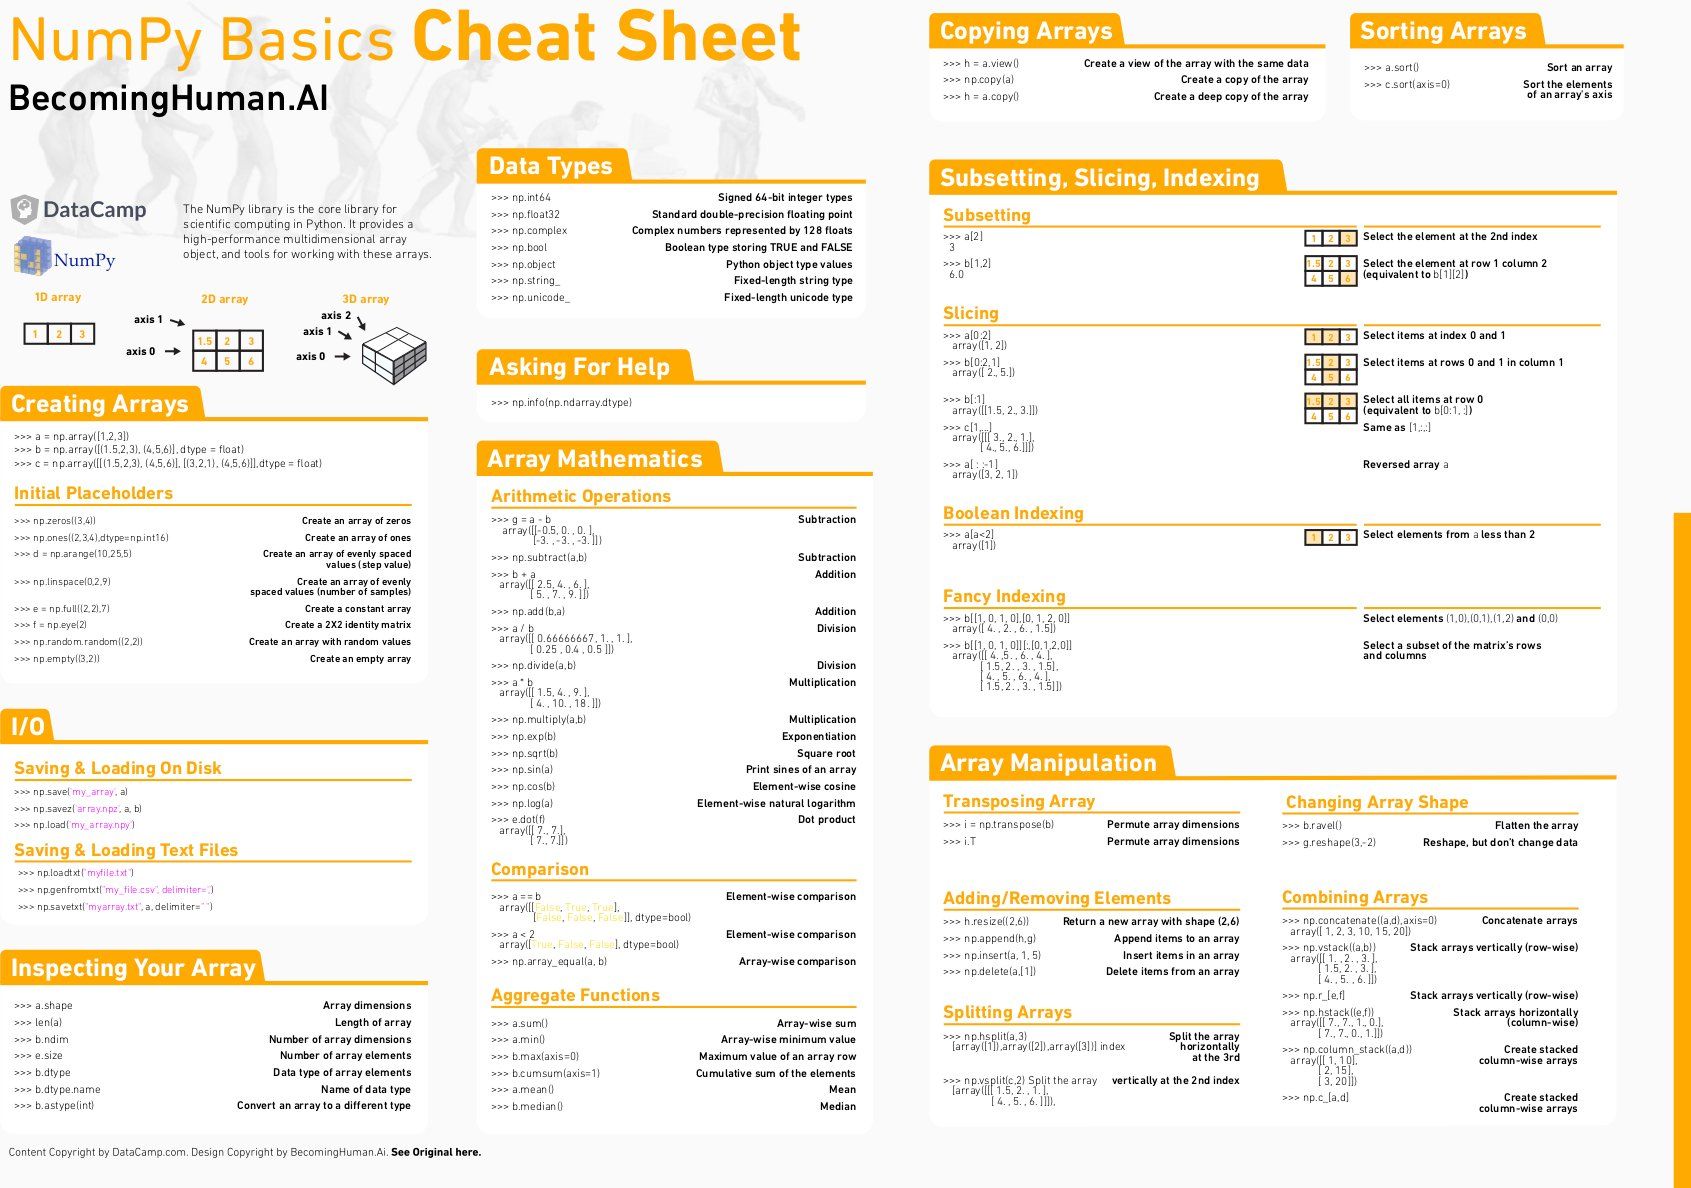 NumPy Basics Cheat Sheet
BecomingHuman.AI
DataCamp
NumPy
The NumPy library is the core library for
scientific computing in Python. It provides a
high-performance multidimensional array
object, and tools for working with these arrays.
1D array
1 2 3
2D array
axis 1
axis 0
1.5 2 3
4 5 6
3D array
axis 2
axis 1
axis 0
Creating Arrays
>>> a = np.array([1,2,3])
>>> b = np.array([(1.5,2,3), (4,5,6)], dtype = float)
>>> c = np.array([[(1.5,2,3), (4,5,6)], [(3,2,1), (4,5,6)]],dtype = float)
Initial Placeholders
>>> np.zeros((3,4)) Create an array of zeros
>>> np.ones((2,3,4),dtype=np.int16) Create an array of ones
>>> d = np.arange(10,25,5) Create an array of evenly spaced
values (step value)
>>> np.linspace(0,2,9) Create an array of evenly
spaced values (number of samples)
>>> e = np.full((2,2),7) Create a constant array
>>> f = np.eye(2) Create a 2X2 identity matrix
>>> np.random.random((2,2)) Create an array with random values
>>> np.empty((3,2)) Create an empty array
I/O
Saving & Loading On Disk
>>> np.save('my_array', a)
>>> np.savez('array.npz', a, b)
>>> np.load('my_array.npy')
Saving & Loading Text Files
>>> np.loadtxt("myfile.txt")
>>> np.genfromtxt("my_file.csv", delimiter=',')
>>> np.savetxt("myarray.txt", a, delimiter=" ")
Inspecting Your Array
>>> a.shape Array dimensions
>>> len(a) Length of array
>>> b.ndim Number of array dimensions
>>> e.size Number of array elements
>>> b.dtype Data type of array elements
>>> b.dtype.name Name of data type
>>> b.astype(int) Convert an array to a different type
Content Copyright by DataCamp.com. Design Copyright by BecomingHuman.Ai. See Original here.
Data Types
>>> np.int64 Signed 64-bit integer types
>>> np.float32 Standard double-precision floating point
>>> np.complex Complex numbers represented by 128 floats
>>> np.bool Boolean type storing TRUE and FALSE
>>> np.object Python object type values
>>> np.string_ Fixed-length string type
>>> np.unicode_ Fixed-length unicode type
Asking For Help
>>> np.info(np.ndarray.dtype)
Array Mathematics
Arithmetic Operations
>>> g = a - b Subtraction
array([[-0.5, 0. , 0. ],
[-3. , -3. , -3. ]])
>>> np.subtract(a,b) Subtraction
>>> b + a Addition
array([[ 2.5, 4. , 6. ],
[ 5. , 7. , 9. ]])
>>> np.add(b,a) Addition
>>> a / b Division
array([[ 0.66666667, 1. , 1. ],
[ 0.25 , 0.4 , 0.5 ]])
>>> np.divide(a,b) Division
>>> a * b Multiplication
array([[ 1.5, 4. , 9. ],
[ 4. , 10. , 18. ]])
>>> np.multiply(a,b) Multiplication
>>> np.exp(b) Exponentiation
>>> np.sqrt(b) Square root
>>> np.sin(a) Print sines of an array
>>> np.cos(b) Element-wise cosine
>>> np.log(a) Element-wise natural logarithm
>>> e.dot(f) Dot product
array([[ 7., 7.],
[ 7., 7.]])
Comparison
>>> a == b Element-wise comparison
array([[False, True, True],
[False, False, False]], dtype=bool)
>>> a < 2 Element-wise comparison
array([True, False, False], dtype=bool)
>>> np.array_equal(a, b) Array-wise comparison
Aggregate Functions
>>> a.sum() Array-wise sum
>>> a.min() Array-wise minimum value
>>> b.max(axis=0) Maximum value of an array row
>>> b.cumsum(axis=1) Cumulative sum of the elements
>>> a.mean() Mean
>>> b.median() Median
Copying Arrays
>>> h = a.view() Create a view of the array with the same data
>>> np.copy(a) Create a copy of the array
>>> h = a.copy() Create a deep copy of the array
Sorting Arrays
>>> a.sort() Sort an array
>>> c.sort(axis=0) Sort the elements
of an array's axis
Subsetting, Slicing, Indexing
Subsetting
>>> a[2] 1 2 3 Select the element at the 2nd index
3
>>> b[1,2] 1.5 2 3 Select the element at row 1 column 2
6.0 4 5 6 (equivalent to b[1][2])
Slicing
>>> a[0:2] 1 2 3 Select items at index 0 and 1
array([1, 2])
>>> b[0:2,1] 1.5 2 3 Select items at rows 0 and 1 in column 1
array([ 2., 5.]) 4 5 6
>>> b[:1] 1.5 2 3 Select all items at row 0
array([[1.5, 2., 3.]]) 4 5 6 (equivalent to b[0:1, :])
>>> c[1,...] Same as [1,:,:]
array([[[ 3., 2., 1.],
[ 4., 5., 6.]]])
>>> a[ : :-1] Reversed array a
array([3, 2, 1])
Boolean Indexing
>>> a[a<2] 1 2 3 Select elements from a less than 2
array([1])
Fancy Indexing
>>> b[[1, 0, 1, 0],[0, 1, 2, 0]] Select elements (1,0),(0,1),(1,2) and (0,0)
array([ 4. , 2. , 6. , 1.5])
>>> b[[1, 0, 1, 0]][:,[0,1,2,0]] Select a subset of the matrix's rows
array([[ 4. ,5. , 6. , 4. ], and columns
[ 1.5, 2. , 3. , 1.5],
[ 4. , 5. , 6. , 4. ],
[ 1.5, 2. , 3. , 1.5]])
Array Manipulation
Transposing Array
>>> i = np.transpose(b) Permute array dimensions
>>> i.T Permute array dimensions
Adding/Removing Elements
>>> h.resize((2,6)) Return a new array with shape (2,6)
>>> np.append(h,g) Append items to an array
>>> np.insert(a, 1, 5) Insert items in an array
>>> np.delete(a,[1]) Delete items from an array
Splitting Arrays
>>> np.hsplit(a,3) Split the array
[array([1]),array([2]),array([3])] index horizontally
at the 3rd
>>> np.vsplit(c,2) Split the array vertically at the 2nd index
[array([[[ 1.5, 2. , 1. ],
[ 4. , 5. , 6. ]]]),
Changing Array Shape
>>> b.ravel() Flatten the array
>>> g.reshape(3,-2) Reshape, but don't change data
Combining Arrays
>>> np.concatenate((a,d),axis=0) Concatenate arrays
array([ 1, 2, 3, 10, 15, 20])
>>> np.vstack((a,b)) Stack arrays vertically (row-wise)
array([[ 1. , 2. , 3. ],
[ 1.5, 2. , 3. ],
[ 4. , 5. , 6. ]])
>>> np.r_[e,f] Stack arrays vertically (row-wise)
>>> np.hstack((e,f)) Stack arrays horizontally
array([[ 7., 7., 1., 0.], (column-wise)
[ 7., 7., 0., 1.]])
>>> np.column_stack((a,d)) Create stacked
array([[ 1, 10], column-wise arrays
[ 2, 15],
[ 3, 20]])
>>> np.c_[a,d] Create stacked
column-wise arrays